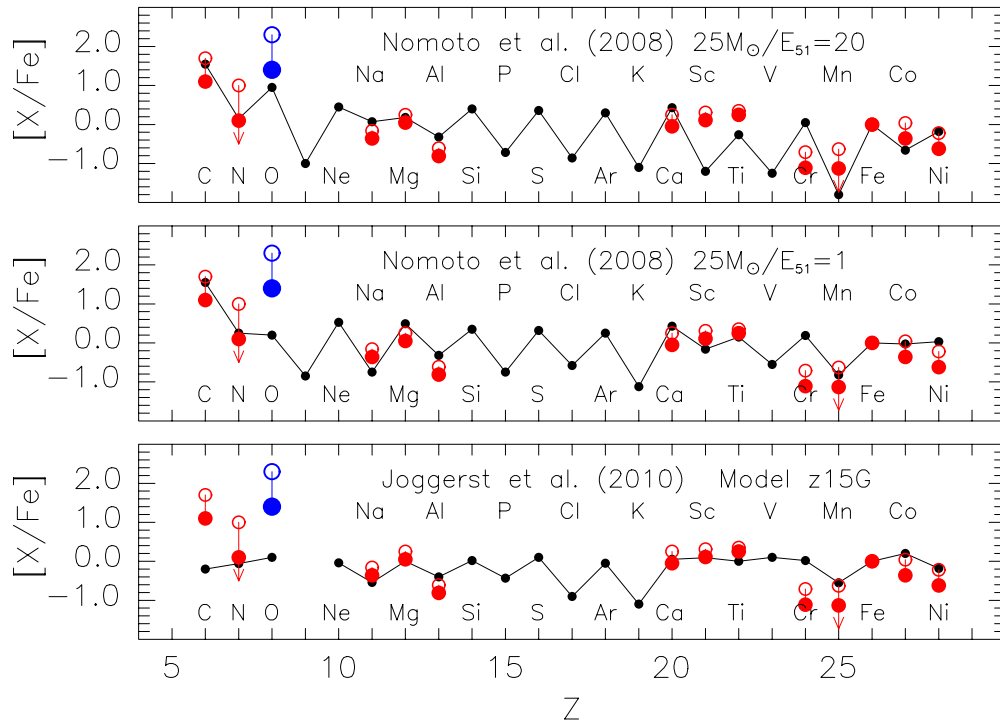 [X/Fe]
2.0
1.0
0.0
−1.0
Nomoto et al. (2008) 25M⊙/E51=20
Na Al P Cl K Sc V Mn Co
C N O Ne Mg Si S Ar Ca Ti Cr Fe Ni
[X/Fe]
2.0
1.0
0.0
−1.0
Nomoto et al. (2008) 25M⊙/E51=1
Na Al P Cl K Sc V Mn Co
C N O Ne Mg Si S Ar Ca Ti Cr Fe Ni
[X/Fe]
2.0
1.0
0.0
−1.0
Joggerst et al. (2010) Model z15G
Na Al P Cl K Sc V Mn Co
C N O Ne Mg Si S Ar Ca Ti Cr Fe Ni
5 10 15 20 25
Z